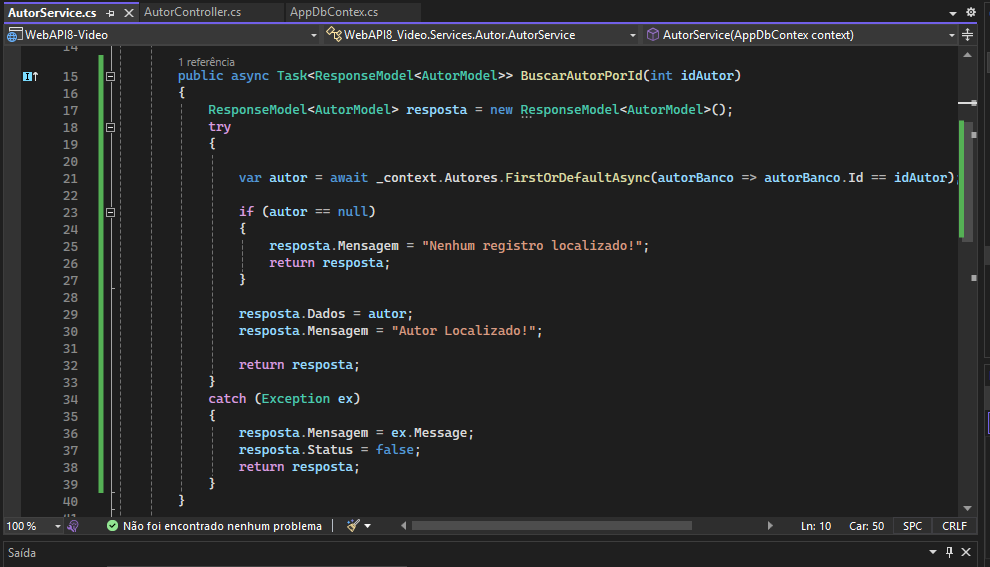 AutorService.cs AutorController.cs AppDbContex.cs
WebAPI8-Video WebAPI8_Video.Services.Autor.AutorService AutorService(AppDbContex context)
14
1 referência
15 public async Task<ResponseModel<AutorModel>> BuscarAutorPorId(int idAutor)
16 {
17 ResponseModel<AutorModel> resposta = new ResponseModel<AutorModel>();
18 try
19 {
20
21 var autor = await _context.Autores.FirstOrDefaultAsync(autorBanco => autorBanco.Id == idAutor);
22
23 if (autor == null)
24 {
25 resposta.Mensagem = "Nenhum registro localizado!";
26 return resposta;
27 }
28
29 resposta.Dados = autor;
30 resposta.Mensagem = "Autor Localizado!";
31
32 return resposta;
33 }
34 catch (Exception ex)
35 {
36 resposta.Mensagem = ex.Message;
37 resposta.Status = false;
38 return resposta;
39 }
40 }
41
100 % Não foi encontrado nenhum problema Ln: 10 Car: 50 SPC CRLF
Saída